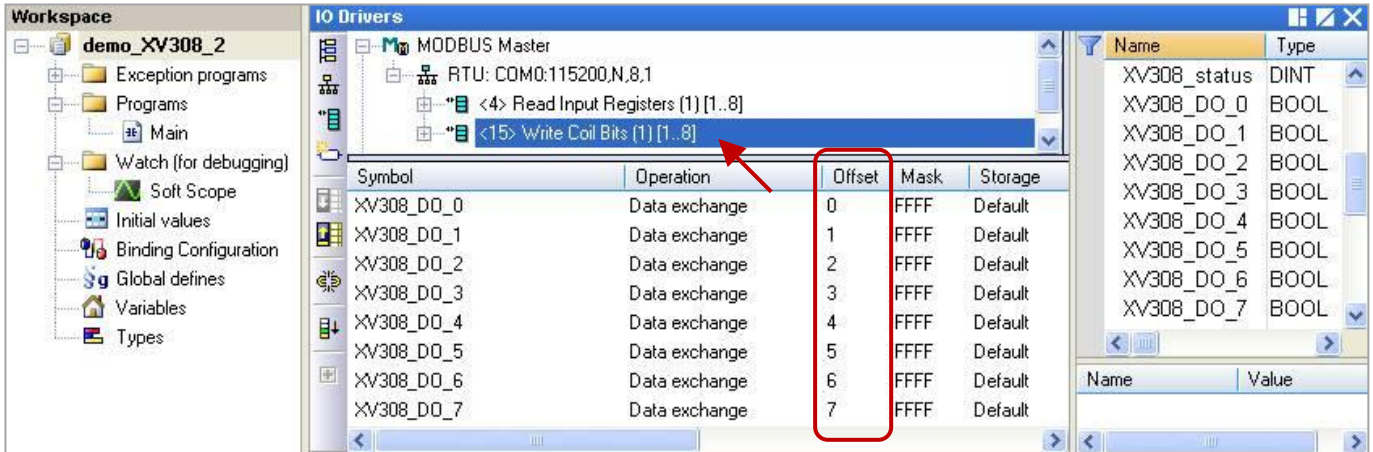 Workspace
demo_XV308_2
Exception programs
Programs
Main
Watch (for debugging)
Soft Scope
Initial values
Binding Configuration
Global defines
Variables
Types
IO Drivers
MODBUS Master
RTU: COM0:115200,N,8,1
<4> Read Input Registers (1) [1..8]
<15> Write Coil Bits (1) [1..8]
Symbol Operation Offset Mask Storage
XV308_DO_0 Data exchange 0 FFFF Default
XV308_DO_1 Data exchange 1 FFFF Default
XV308_DO_2 Data exchange 2 FFFF Default
XV308_DO_3 Data exchange 3 FFFF Default
XV308_DO_4 Data exchange 4 FFFF Default
XV308_DO_5 Data exchange 5 FFFF Default
XV308_DO_6 Data exchange 6 FFFF Default
XV308_DO_7 Data exchange 7 FFFF Default
Name Type
XV308_status DINT
XV308_DO_0 BOOL
XV308_DO_1 BOOL
XV308_DO_2 BOOL
XV308_DO_3 BOOL
XV308_DO_4 BOOL
XV308_DO_5 BOOL
XV308_DO_6 BOOL
XV308_DO_7 BOOL
Name Value